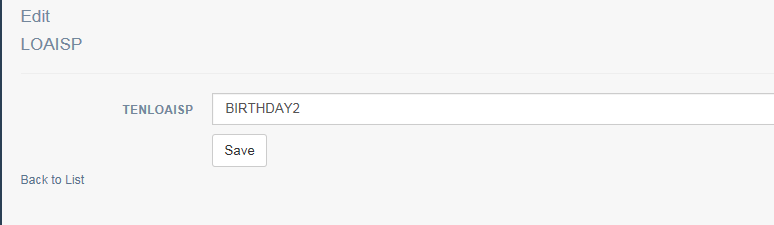 Edit
LOAISP
TENLOAISP BIRTHDAY2
Save
Back to List